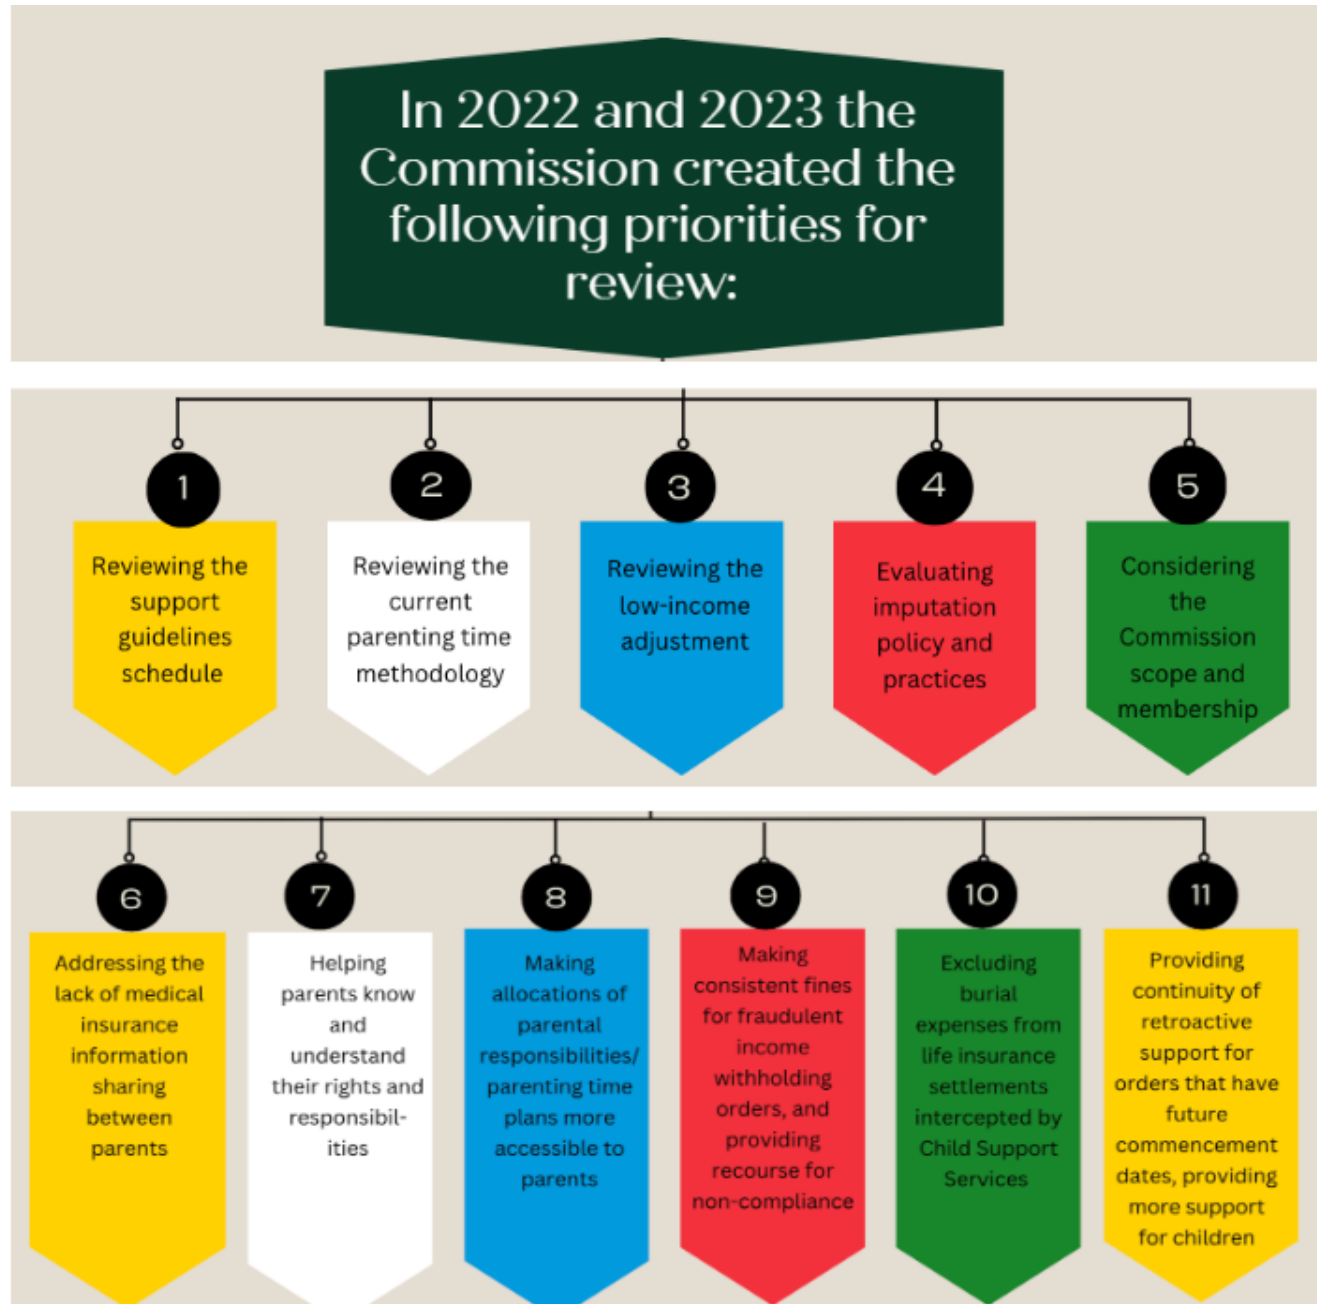 In 2022 and 2023 the
Commission created the
following priorities for
review:
1
Reviewing the
support
guidelines
schedule
2
Reviewing the
current
parenting time
methodology
3
Reviewing the
low-income
adjustment
4
Evaluating
imputation
policy and
practices
5
Considering
the
Commission
scope and
membership
6
Addressing the
lack of medical
insurance
information
sharing
between
parents
7
Helping
parents know
and
understand
their rights and
responsibil-
ities
8
Making
allocations of
parental
responsibilities/
parenting time
plans more
accessible to
parents
9
Making
consistent fines
for fraudulent
income
withholding
orders, and
providing
recourse for
non-compliance
10
Excluding
burial
expenses from
life insurance
settlements
intercepted by
Child Support
Services
11
Providing
continuity of
retroactive
support for
orders that have
future
commencement
dates, providing
more support
for children